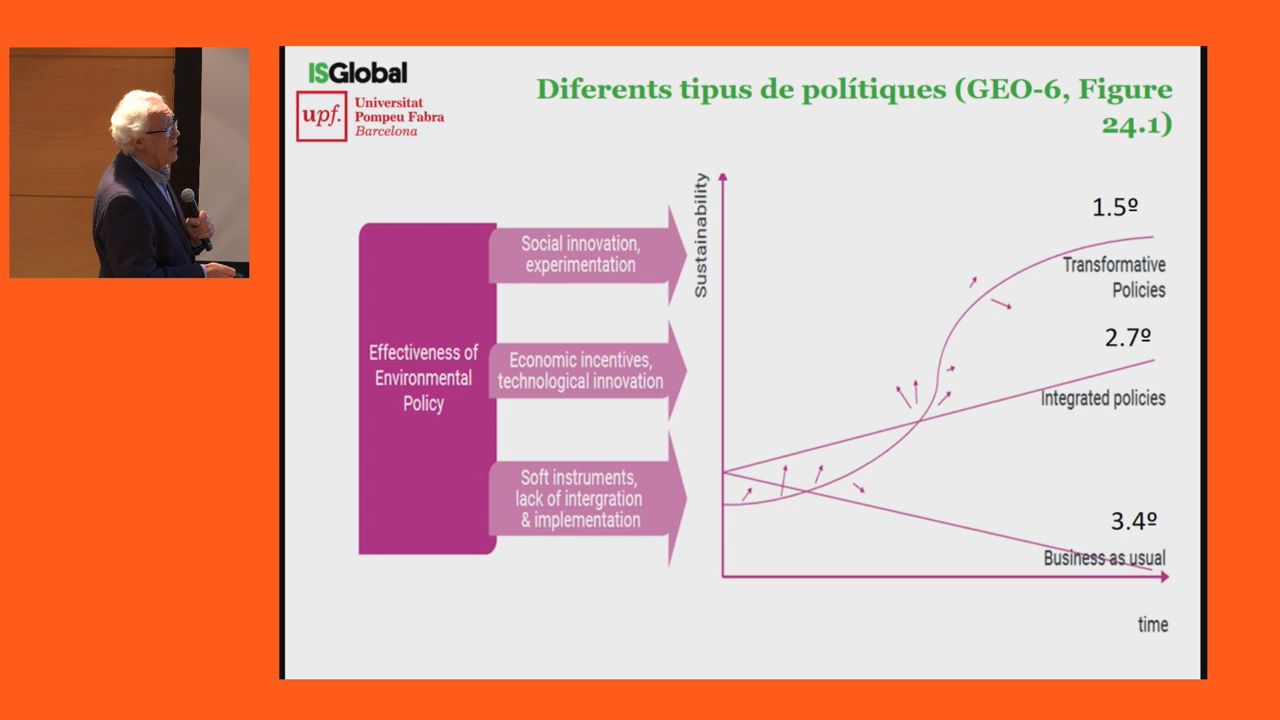 ISGlobal
upf.
Universitat
Pompeu Fabra
Barcelona
Diferents tipus de polítiques (GEO-6, Figure
24.1)
Effectiveness of
Environmental
Policy
Social innovation,
experimentation
Economic incentives,
technological innovation
Soft instruments,
lack of intergration
& implementation
Sustainability
1.5º
Transformative
Policies
2.7º
Integrated policies
3.4º
Business as usual
time